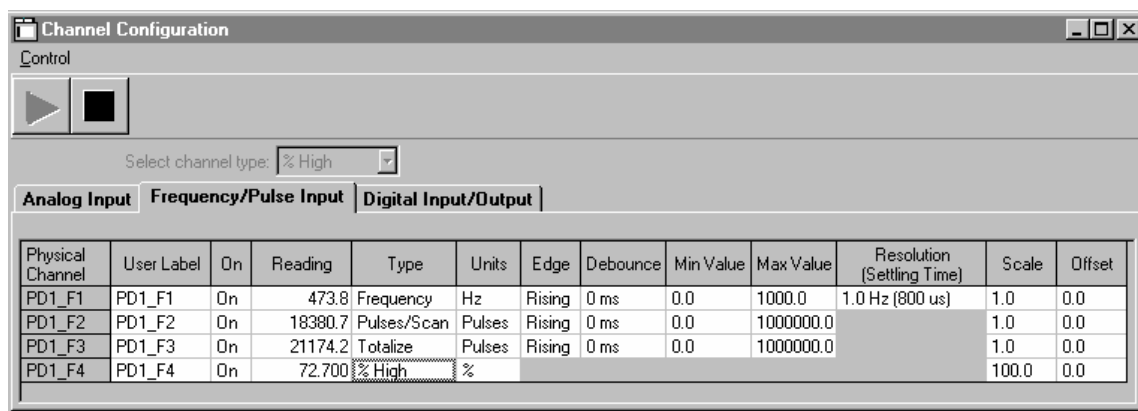 Channel Configuration
Control
Select channel type: % High
Analog Input Frequency/Pulse Input Digital Input/Output
Physical Channel User Label On Reading Type Units Edge Debounce Min Value Max Value Resolution (Settling Time) Scale Offset
PD1_F1 PD1_F1 On 473.8 Frequency Hz Rising 0 ms 0.0 1000.0 1.0 Hz (800 us) 1.0 0.0
PD1_F2 PD1_F2 On 18380.7 Pulses/Scan Pulses Rising 0 ms 0.0 1000000.0 1.0 0.0
PD1_F3 PD1_F3 On 21174.2 Totalize Pulses Rising 0 ms 0.0 1000000.0 1.0 0.0
PD1_F4 PD1_F4 On 72.700 % High % 100.0 0.0